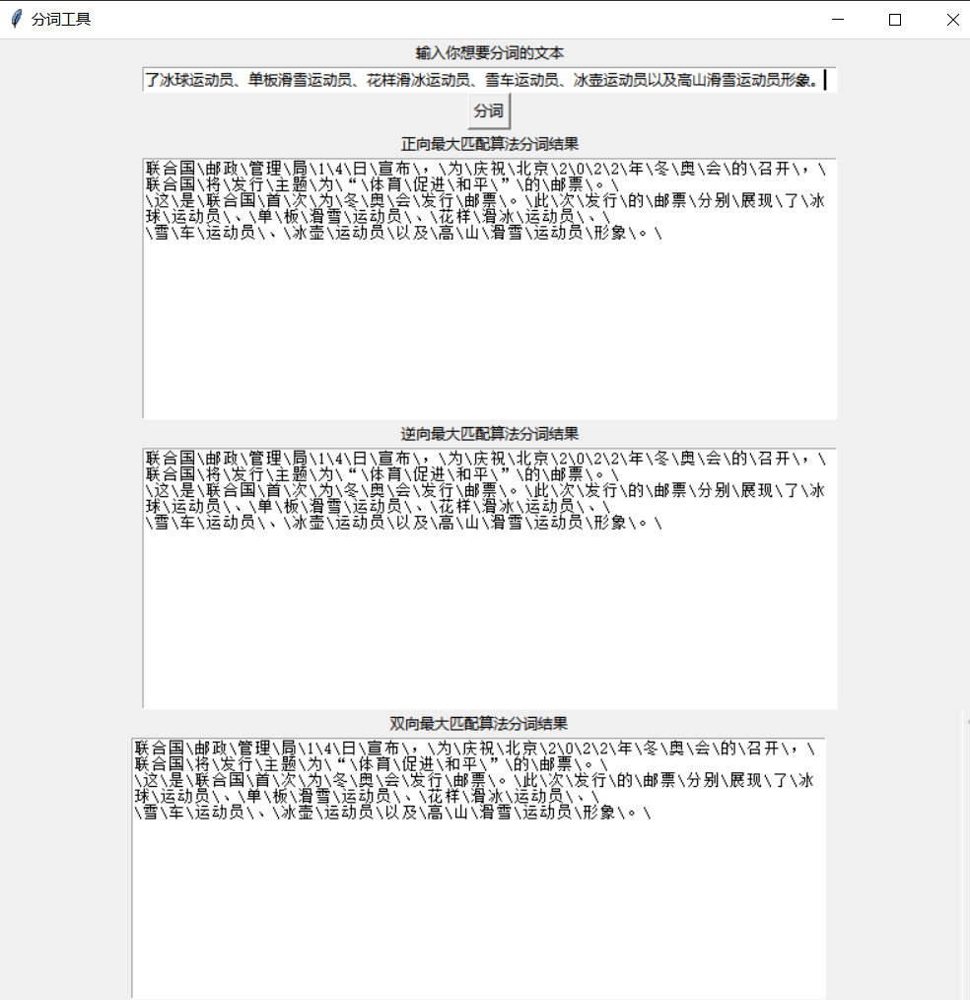 分词工具
输入你想要分词的文本
了冰球运动员、单板滑雪运动员、花样滑冰运动员、雪车运动员、冰壶运动员以及高山滑雪运动员形象。
分词
正向最大匹配算法分词结果
联合国\邮政\管理\局\1\4\日\宣布\，\为\庆祝\北京\2\0\2\2\年\冬\奥\会\的\召开\，\
联合国\将\发行\主题\为\“\体育\促进\和平\”\的\邮票\。\
\这\是\联合国\首\次\为\冬\奥\会\发行\邮票\。\此\次\发行\的\邮票\分别\展现\了\冰
球\运动员\、\单\板\滑雪\运动员\、\花样\滑冰\运动员\、\
\雪\车\运动员\、\冰壶\运动员\以及\高\山\滑雪\运动员\形象\。\
逆向最大匹配算法分词结果
联合国\邮政\管理\局\1\4\日\宣布\，\为\庆祝\北京\2\0\2\2\年\冬\奥\会\的\召开\，\
联合国\将\发行\主题\为\“\体育\促进\和平\”\的\邮票\。\
\这\是\联合国\首\次\为\冬\奥\会\发行\邮票\。\此\次\发行\的\邮票\分别\展现\了\冰
球\运动员\、\单\板\滑雪\运动员\、\花样\滑冰\运动员\、\
\雪\车\运动员\、\冰壶\运动员\以及\高\山\滑雪\运动员\形象\。\
双向最大匹配算法分词结果
联合国\邮政\管理\局\1\4\日\宣布\，\为\庆祝\北京\2\0\2\2\年\冬\奥\会\的\召开\，\
联合国\将\发行\主题\为\“\体育\促进\和平\”\的\邮票\。\
\这\是\联合国\首\次\为\冬\奥\会\发行\邮票\。\此\次\发行\的\邮票\分别\展现\了\冰
球\运动员\、\单\板\滑雪\运动员\、\花样\滑冰\运动员\、\
\雪\车\运动员\、\冰壶\运动员\以及\高\山\滑雪\运动员\形象\。\